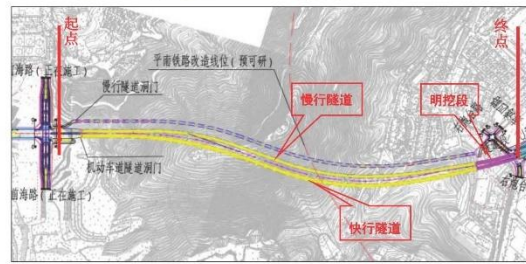 起点
终点
平南铁路改造线位（预可研）
海路（正在施工）
慢行隧道洞门
慢行隧道
明挖段
机动车道隧道洞门
前海路（正在施工）
快行隧道